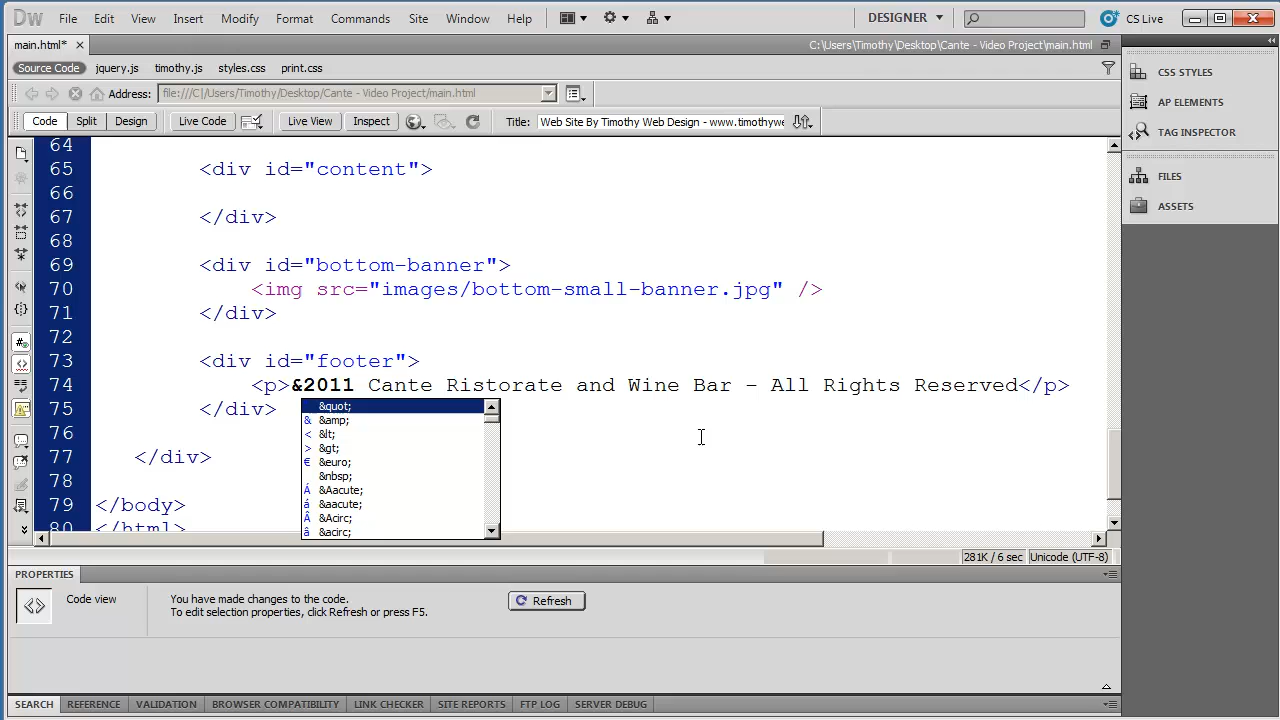 Dw File Edit View Insert Modify Format Commands Site Window Help DESIGNER CS Live
main.html* C:\Users\Timothy\Desktop\Cante - Video Project\main.html
Source Code jquery.js timothy.js styles.css print.css
Address: file:///C|/Users/Timothy/Desktop/Cante - Video Project/main.html
Code Split Design Live Code Live View Inspect Title: Web Site By Timothy Web Design - www.timothywe
64
65 <div id="content">
66
67 </div>
68
69 <div id="bottom-banner">
70 <img src="images/bottom-small-banner.jpg" />
71 </div>
72
73 <div id="footer">
74 <p>&2011 Cante Ristorate and Wine Bar - All Rights Reserved</p>
75 </div>
76
77 </div>
78
79 </body>
80 </html>
&quot;
& &amp;
< &lt;
> &gt;
€ &euro;
&nbsp;
Á &Aacute;
á &aacute;
Â &Acirc;
â &acirc;
281K / 6 sec Unicode (UTF-8)
PROPERTIES
Code view
You have made changes to the code.
To edit selection properties, click Refresh or press F5.
Refresh
SEARCH REFERENCE VALIDATION BROWSER COMPATIBILITY LINK CHECKER SITE REPORTS FTP LOG SERVER DEBUG
CSS STYLES
AP ELEMENTS
TAG INSPECTOR
FILES
ASSETS